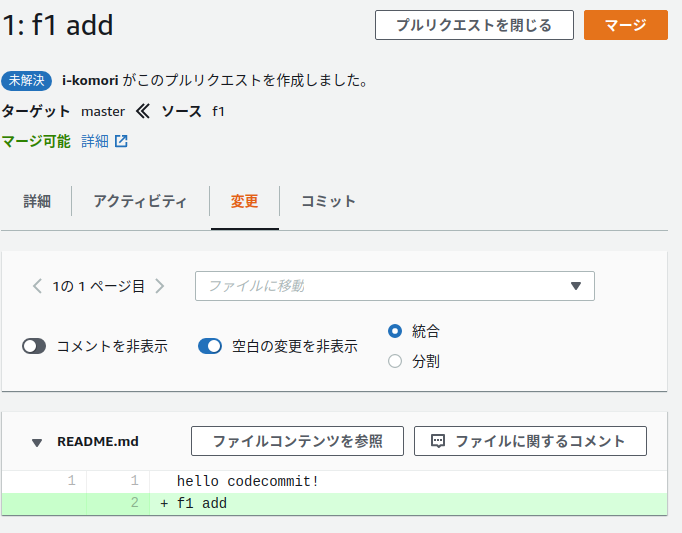 1: f1 add
プルリクエストを閉じる
マージ
未解決 i-komori がこのプルリクエストを作成しました。
ターゲット master ソース f1
マージ可能 詳細
詳細 アクティビティ 変更 コミット
1の 1 ページ目 ファイルに移動
コメントを非表示 空白の変更を非表示
統合
分割
README.md ファイルコンテンツを参照 ファイルに関するコメント
1 1 hello codecommit!
2 + f1 add